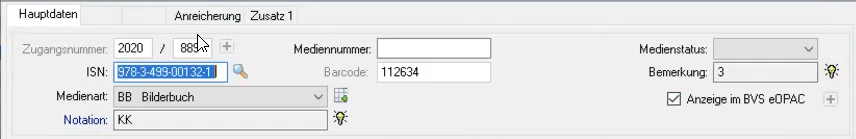 Hauptdaten Anreicherung Zusatz 1
Zugangsnummer: 2020 / 889 Mediennummer: Medienstatus:
ISN: 978-3-499-00132-1 Barcode: 112634 Bemerkung: 3
Medienart: BB Bilderbuch Anzeige im BVS eOPAC
Notation: KK